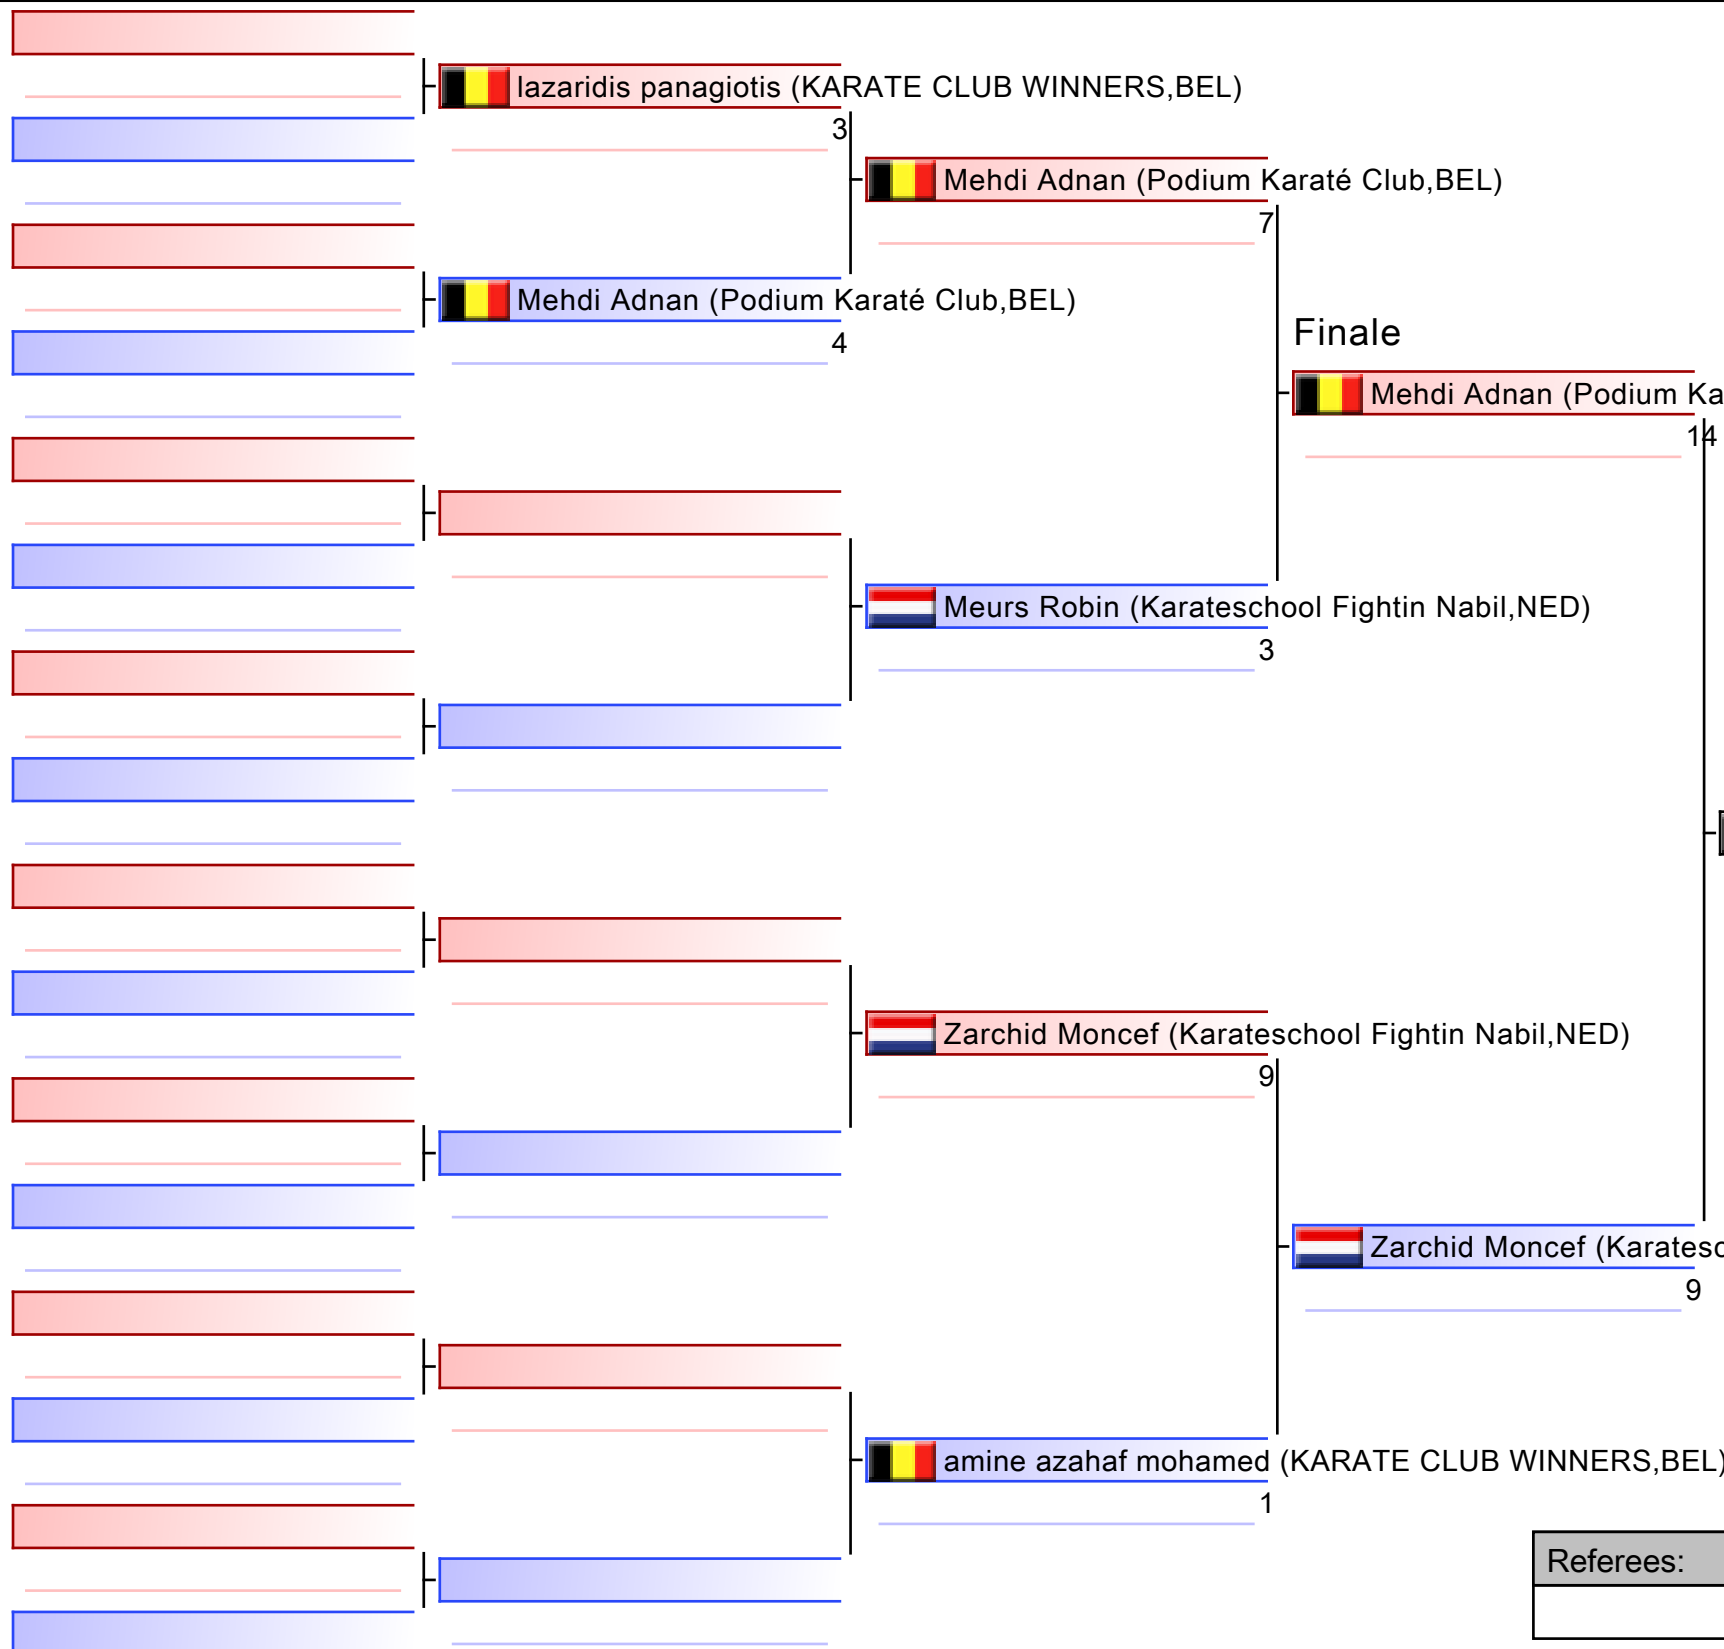 lazaridis panagiotis (KARATE CLUB WINNERS,BEL)
3
Mehdi Adnan (Podium Karaté Club,BEL)
7
Mehdi Adnan (Podium Karaté Club,BEL)
4
Finale
Mehdi Adnan (Podium Ka
14
Meurs Robin (Karateschool Fightin Nabil,NED)
3
Zarchid Moncef (Karateschool Fightin Nabil,NED)
9
Zarchid Moncef (Karatesc
9
amine azahaf mohamed (KARATE CLUB WINNERS,BEL)
1
Referees: